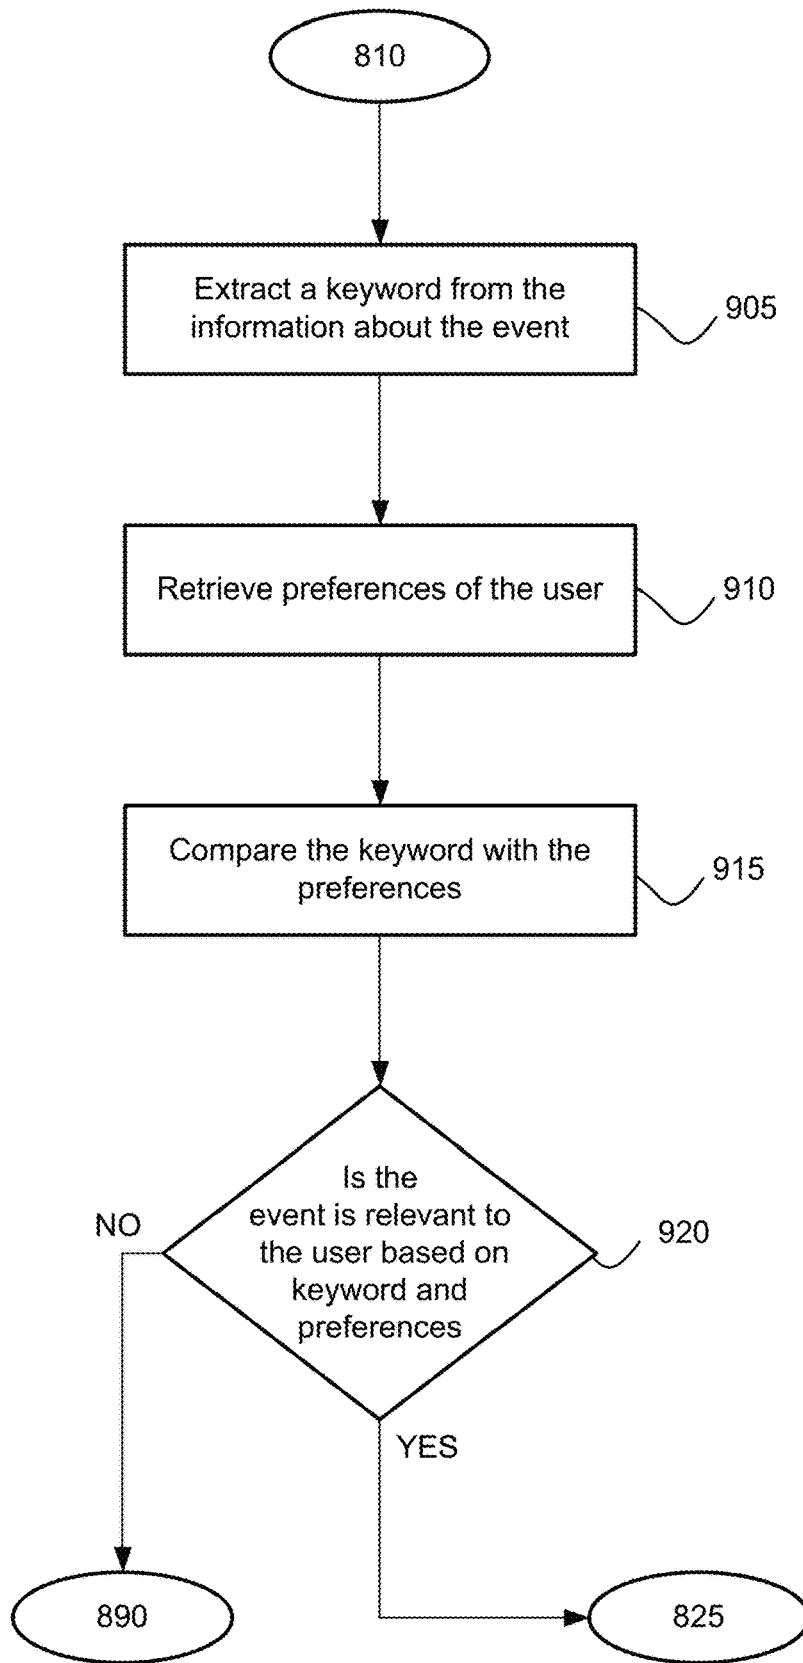 810
Extract a keyword from the
information about the event
905
Retrieve preferences of the user
910
Compare the keyword with the
preferences
915
Is the
event is relevant to
the user based on
keyword and
preferences
920
NO
YES
890
825